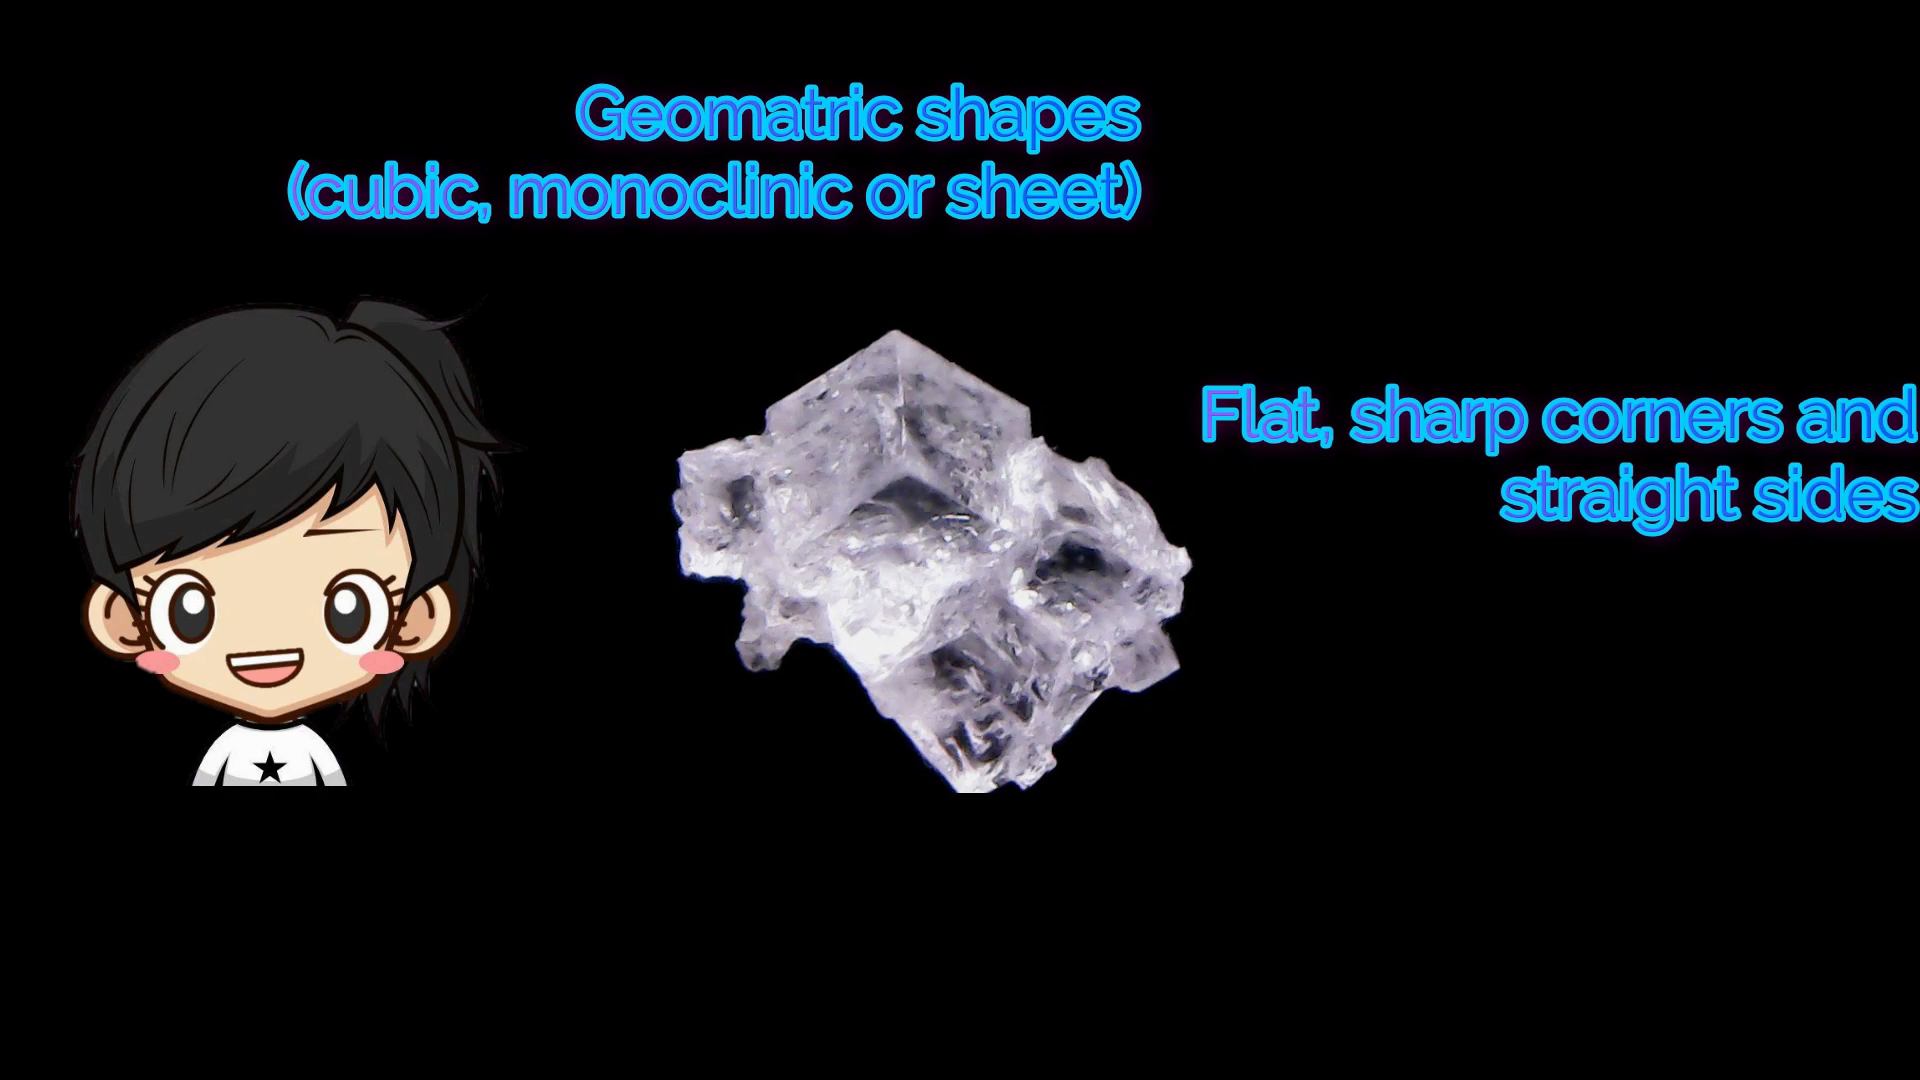 Geomatric shapes
(cubic, monoclinic or sheet)
Flat, sharp corners and
straight sides